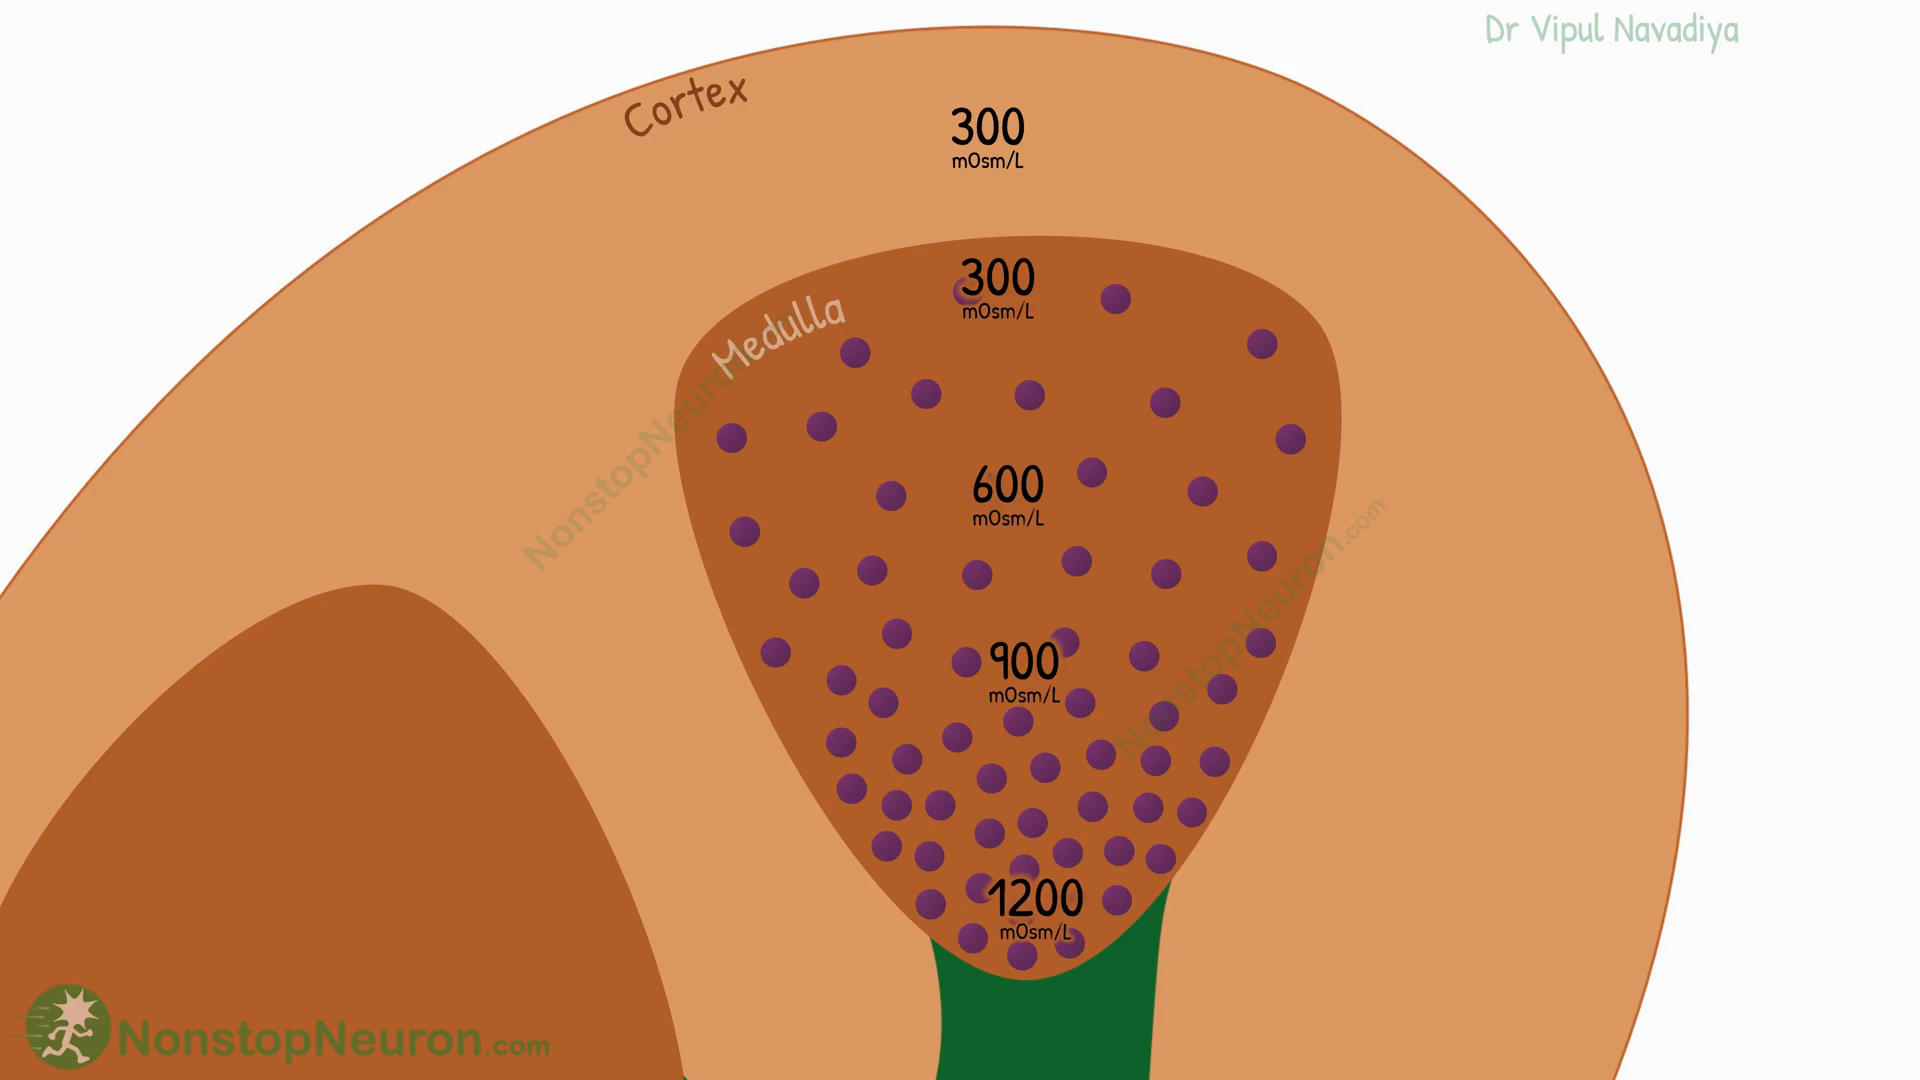 Dr Vipul Navadiya
Cortex
300
mOsm/L
300
mOsm/L
Medulla
600
mOsm/L
900
mOsm/L
1200
mOsm/L
NonstopNeuron
NonstopNeuron.com
NonstopNeuron.com